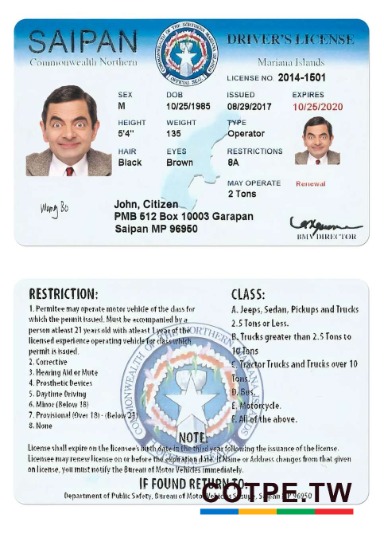 SAIPAN
Commonwealth Northern
DRIVER'S LICENSE
Mariana Islands
LICENSE NO 2014-1501
SEX DOB ISSUED EXPIRES
M 10/25/1985 08/29/2017 10/25/2020
HEIGHT WEIGHT TYPE
5'4" 135 Operator
HAIR EYES RESTRICTIONS
Black Brown 8A
MAY OPERATE Renewal
2 Tons
John, Citizen
PMB 512 Box 10003 Garapan
Saipan MP 96950
BMV DIRECTOR
RESTRICTION:
1. Permittee may operate motor vehicle of the class for
which the permit issued. Must be accompanied by a
person atleast 21 years old with atleast 1 year of the
licensed experience operating vehicle for class which
permit is issued.
2. Corrective
3. Hearing Aid or Mute
4. Prosthetic Devices
5. Daytime Driving
6. Minor (Below 18)
7. Provisional (Over 18) - (Below 21)
8. None
CLASS:
A. Jeeps, Sedan, Pickups and Trucks
2.5 Tons or Less.
B. Trucks greater than 2.5 Tons to
10 Tons
C. Tractor Trucks and Trucks over 10
Tons.
D. Bus.
E. Motorcycle.
F. All of the above.
NOTE:
License shall expire on the licensee's birth date in the third year following the issuance of the license.
Licensee may renew license on or before the expiration date. If Name or Address changes from that given
on license, you must notify the Bureau of Motor Vehicles immediately.
IF FOUND RETURN TO:
Department of Public Safety, Bureau of Motor Vehicles Susupe, Saipan MP 96950
COTPE.TW